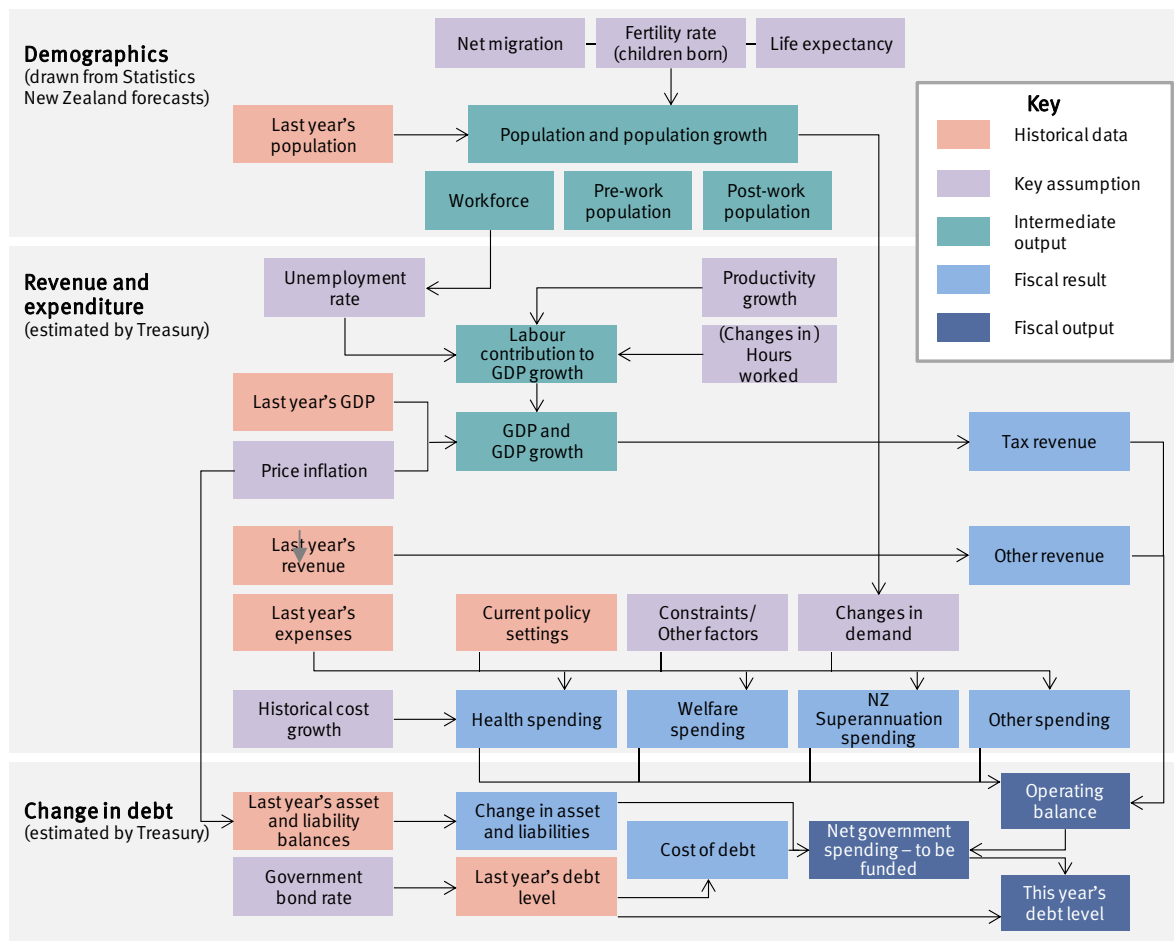 Demographics
(drawn from Statistics
New Zealand forecasts)
Net migration
Fertility rate
(children born)
Life expectancy
Last year's
population
Population and population growth
Workforce
Pre-work
population
Post-work
population
Key
Historical data
Key assumption
Intermediate
output
Fiscal result
Fiscal output
Revenue and
expenditure
(estimated by Treasury)
Unemployment
rate
Productivity
growth
Labour
contribution to
GDP growth
(Changes in )
Hours
worked
Last year's GDP
Price inflation
GDP and
GDP growth
Tax revenue
Last year's
revenue
Other revenue
Last year's
expenses
Current policy
settings
Constraints/
Other factors
Changes in
demand
Historical cost
growth
Health spending
Welfare
spending
NZ
Superannuation
spending
Other spending
Change in debt
(estimated by Treasury)
Last year's asset
and liability
balances
Change in asset
and liabilities
Cost of debt
Net government
spending – to be
funded
Operating
balance
Government
bond rate
Last year's debt
level
This year's
debt level